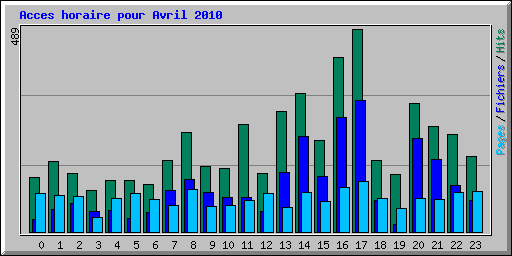 Acces horaire pour Avril 2010
489
Pages / Fichiers / Hits
0 1 2 3 4 5 6 7 8 9 10 11 12 13 14 15 16 17 18 19 20 21 22 23